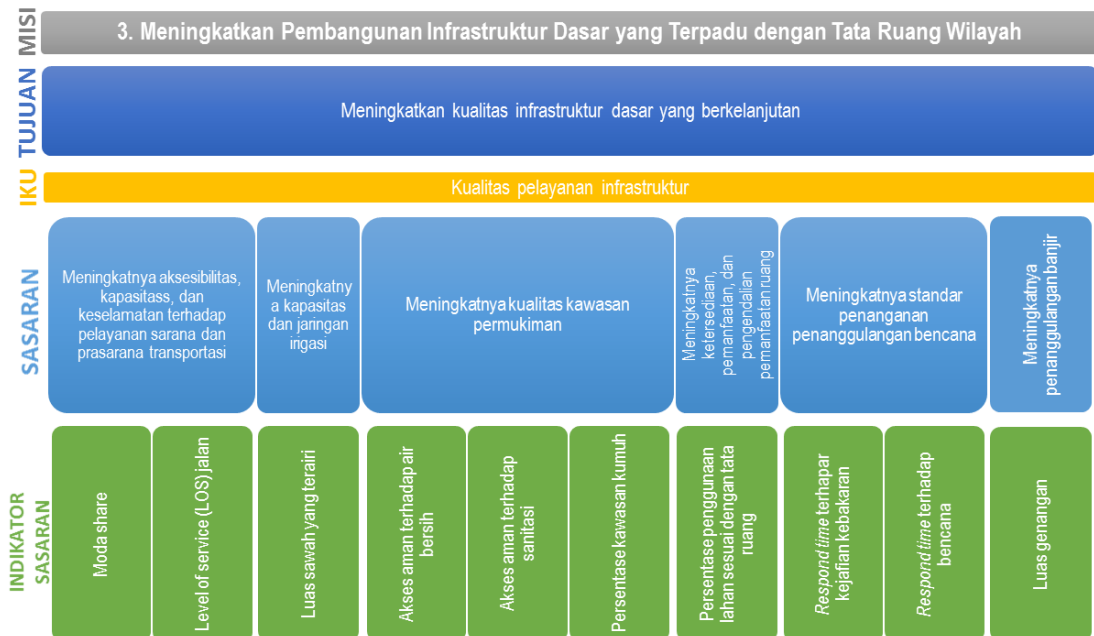 MISI
3. Meningkatkan Pembangunan Infrastruktur Dasar yang Terpadu dengan Tata Ruang Wilayah
TUJUAN
Meningkatkan kualitas infrastruktur dasar yang berkelanjutan
IKU
Kualitas pelayanan infrastruktur
SASARAN
Meningkatnya aksesibilitas,
kapasitass, dan
keselamatan terhadap
pelayanan sarana dan
prasarana transportasi
Meningkatny
a kapasitas
dan jaringan
irigasi
Meningkatnya kualitas kawasan
permukiman
Meningkatnya
ketersediaan,
pemanfaatan, dan
pengendalian
pemanfaatan ruang
Meningkatnya standar
penanganan
penanggulangan bencana
Meningkatnya
penanggulangan banjir
INDIKATOR
SASARAN
Moda share
Level of service (LOS) jalan
Luas sawah yang terairi
Akses aman terhadap air
bersih
Akses aman terhadap
sanitasi
Persentase kawasan kumuh
Persentase penggunaan
lahan sesuai dengan tata
ruang
Respond time terhapar
kejafian kebakaran
Respond time terhadap
bencana
Luas genangan